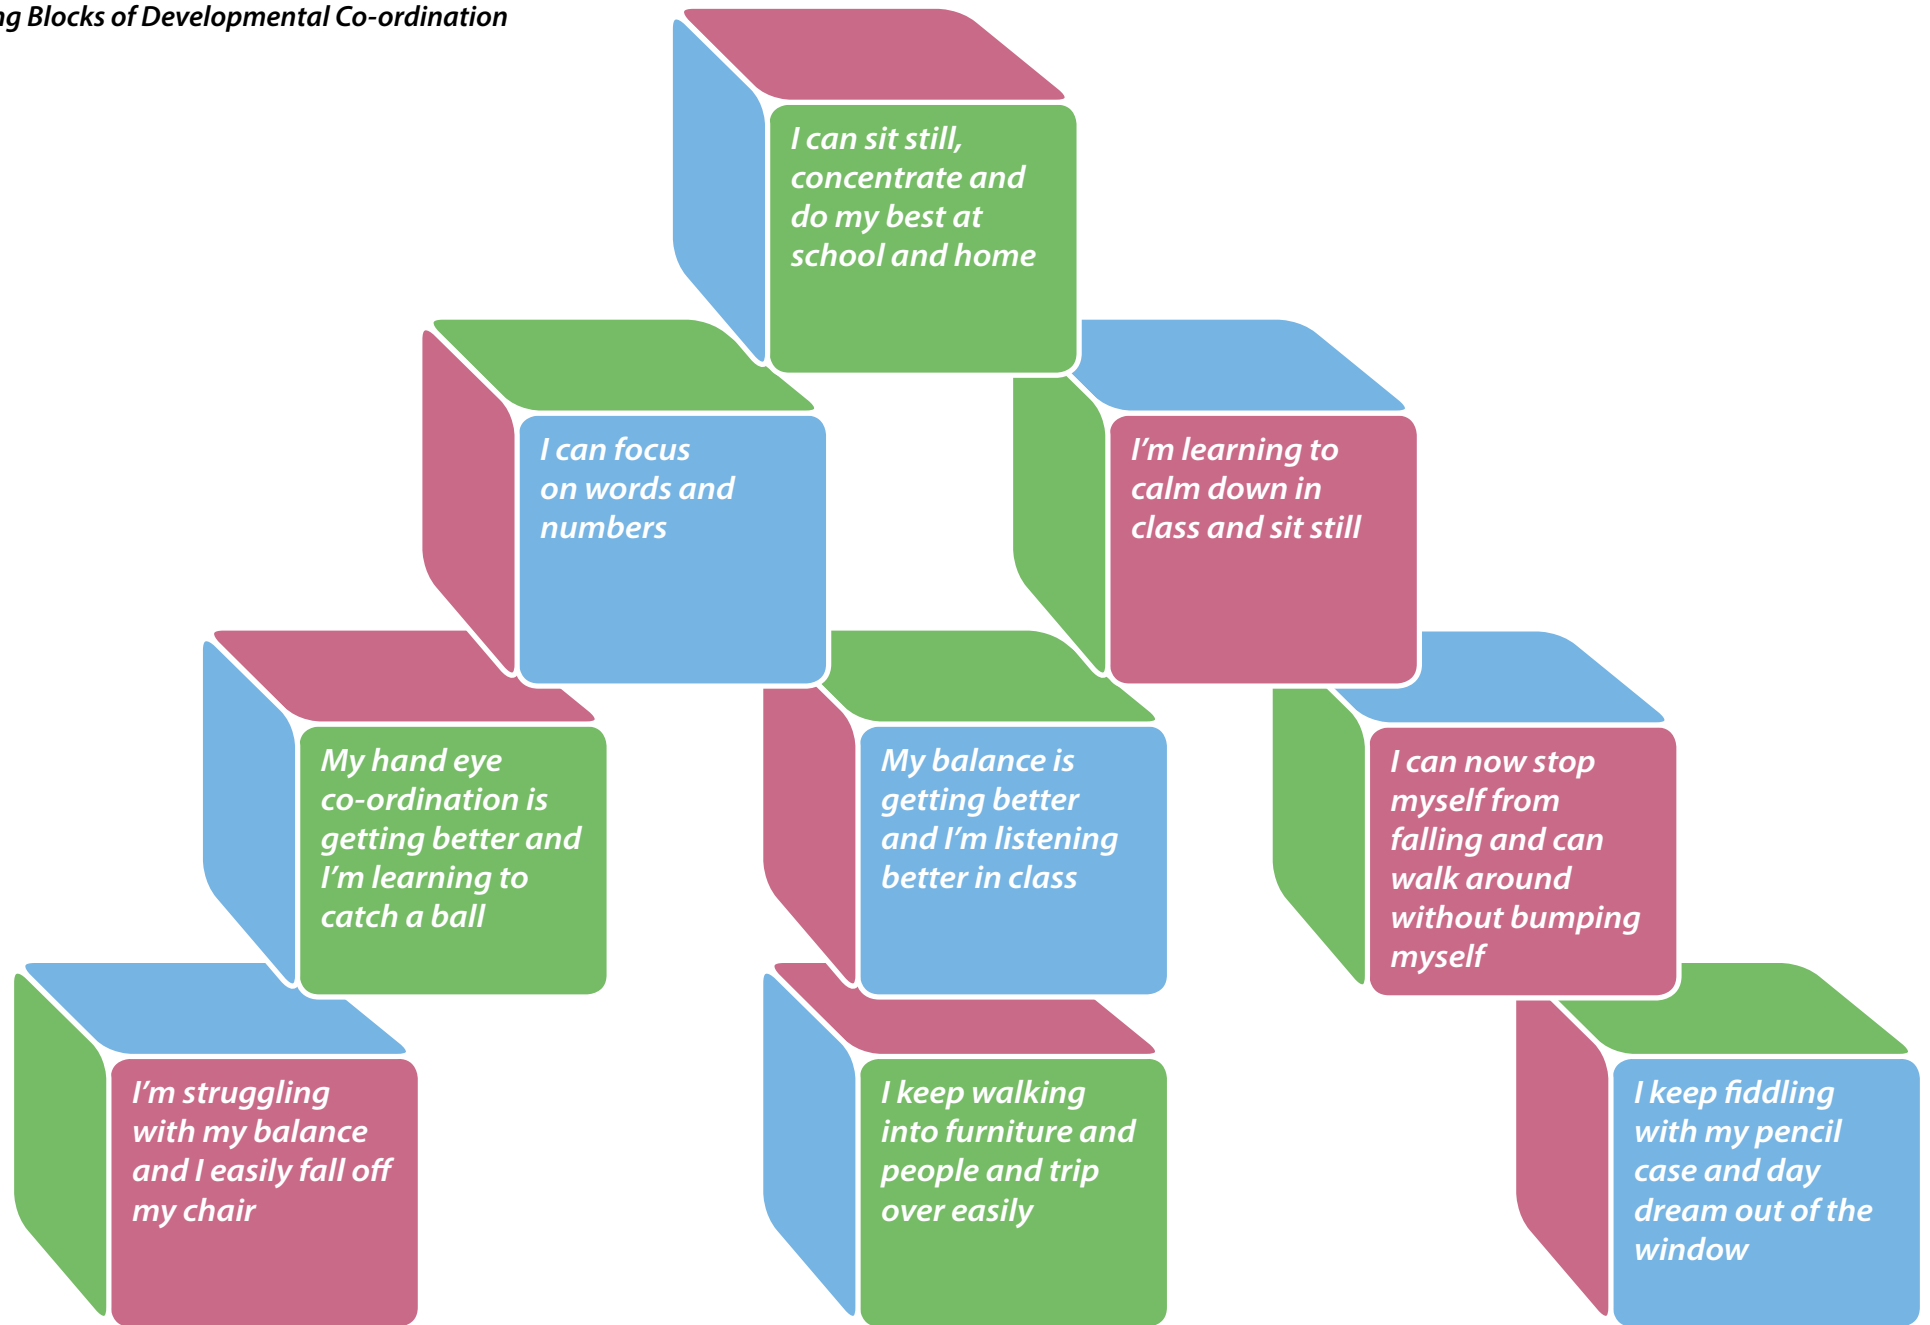 ng Blocks of Developmental Co-ordination
I can sit still,
concentrate and
do my best at
school and home
I can focus
on words and
numbers
I'm learning to
calm down in
class and sit still
My hand eye
co-ordination is
getting better and
I'm learning to
catch a ball
My balance is
getting better
and I'm listening
better in class
I can now stop
myself from
falling and can
walk around
without bumping
myself
I'm struggling
with my balance
and I easily fall off
my chair
I keep walking
into furniture and
people and trip
over easily
I keep fiddling
with my pencil
case and day
dream out of the
window